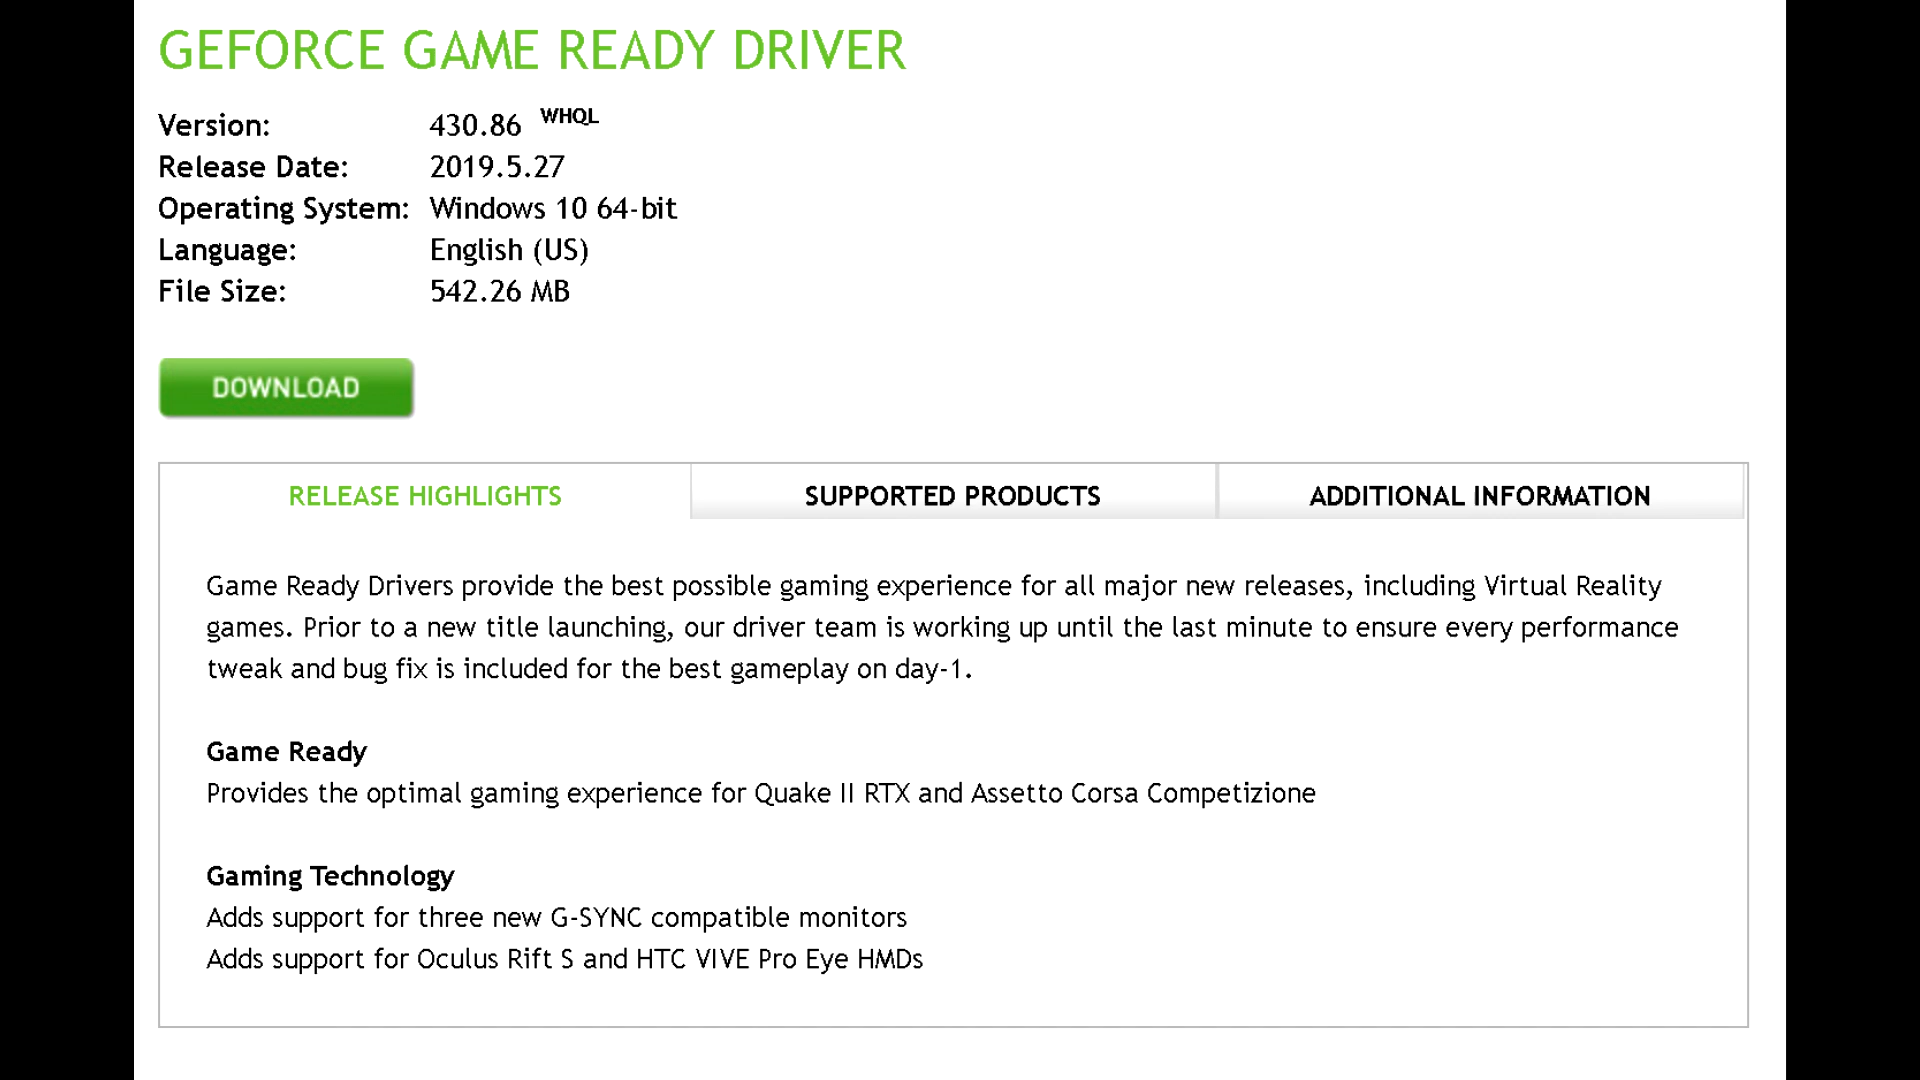 GEFORCE GAME READY DRIVER
Version: 430.86 WHQL
Release Date: 2019.5.27
Operating System: Windows 10 64-bit
Language: English (US)
File Size: 542.26 MB
DOWNLOAD
RELEASE HIGHLIGHTS SUPPORTED PRODUCTS ADDITIONAL INFORMATION
Game Ready Drivers provide the best possible gaming experience for all major new releases, including Virtual Reality
games. Prior to a new title launching, our driver team is working up until the last minute to ensure every performance
tweak and bug fix is included for the best gameplay on day-1.
Game Ready
Provides the optimal gaming experience for Quake II RTX and Assetto Corsa Competizione
Gaming Technology
Adds support for three new G-SYNC compatible monitors
Adds support for Oculus Rift S and HTC VIVE Pro Eye HMDs